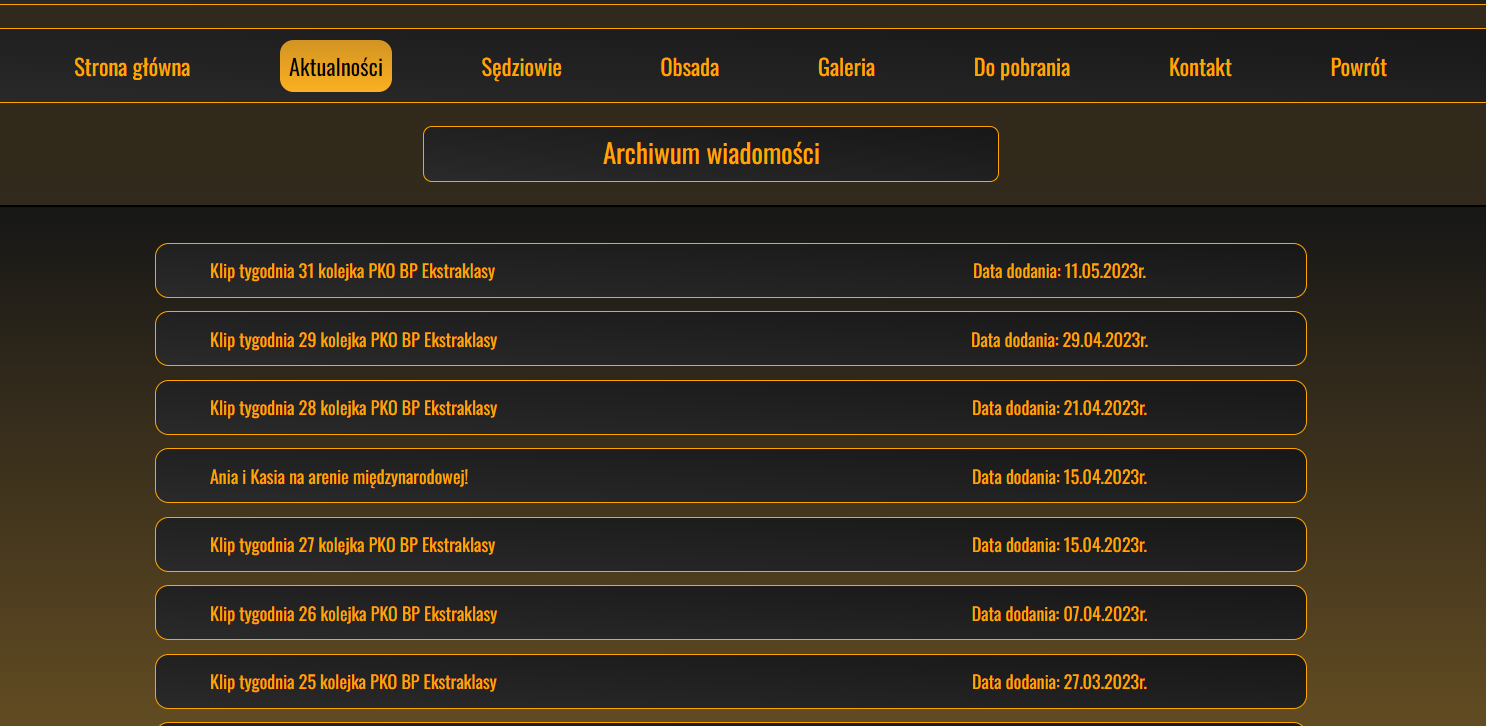 Strona główna Aktualności Sędziowie Obsada Galeria Do pobrania Kontakt Powrót
Archiwum wiadomości
Klip tygodnia 31 kolejka PKO BP Ekstraklasy Data dodania: 11.05.2023r.
Klip tygodnia 29 kolejka PKO BP Ekstraklasy Data dodania: 29.04.2023r.
Klip tygodnia 28 kolejka PKO BP Ekstraklasy Data dodania: 21.04.2023r.
Ania i Kasia na arenie międzynarodowej! Data dodania: 15.04.2023r.
Klip tygodnia 27 kolejka PKO BP Ekstraklasy Data dodania: 15.04.2023r.
Klip tygodnia 26 kolejka PKO BP Ekstraklasy Data dodania: 07.04.2023r.
Klip tygodnia 25 kolejka PKO BP Ekstraklasy Data dodania: 27.03.2023r.